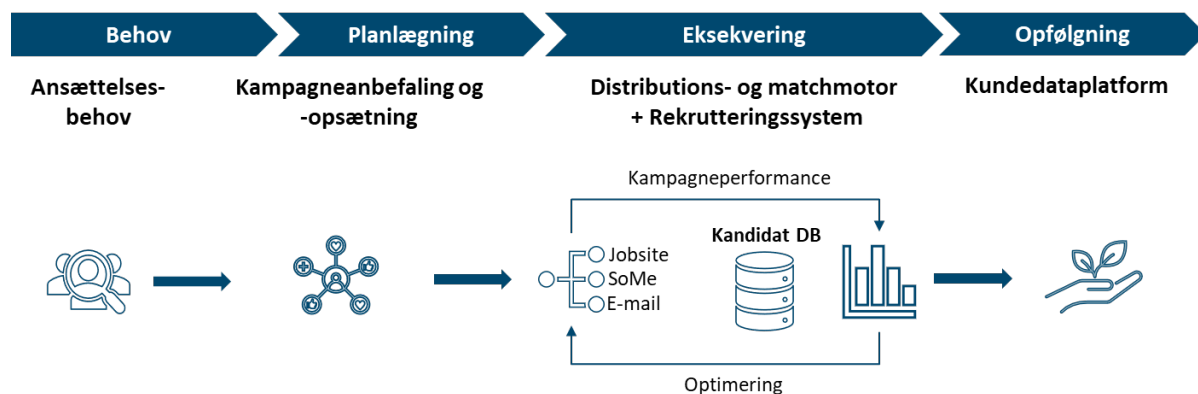 Behov
Planlægning
Eksekvering
Opfølgning
Ansættelses-
behov
Kampagneanbefaling og
-opsætning
Distributions- og matchmotor
+ Rekrutteringssystem
Kundedataplatform
Kampagneperformance
Jobsite
SoMe
E-mail
Kandidat DB
Optimering